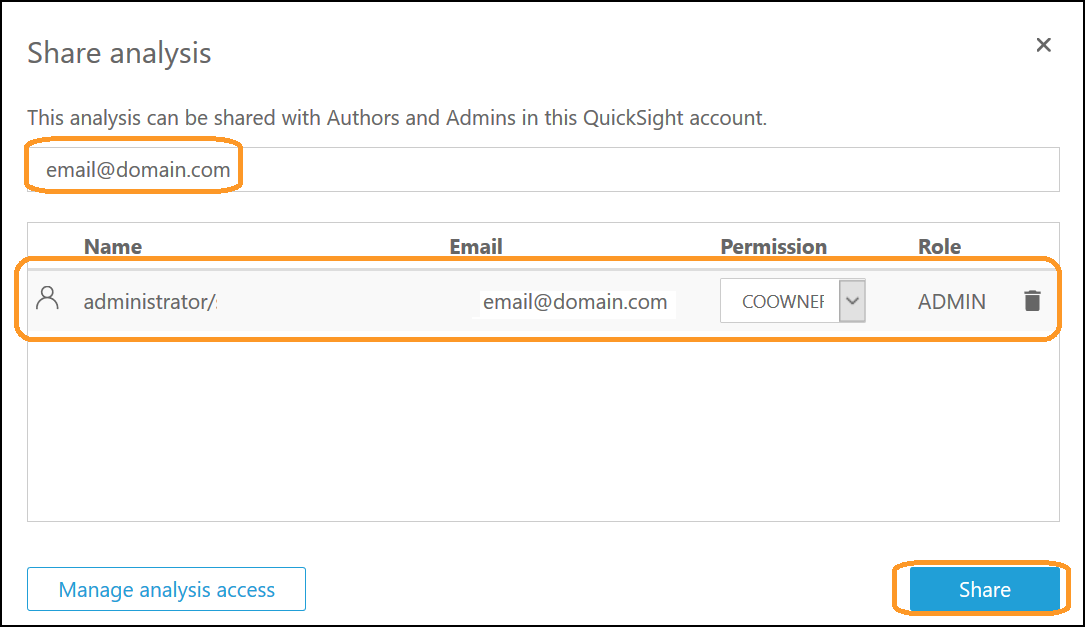 Share analysis
This analysis can be shared with Authors and Admins in this QuickSight account.
email@domain.com
Name Email Permission Role
administrator/ email@domain.com COOWNER ADMIN
Manage analysis access Share